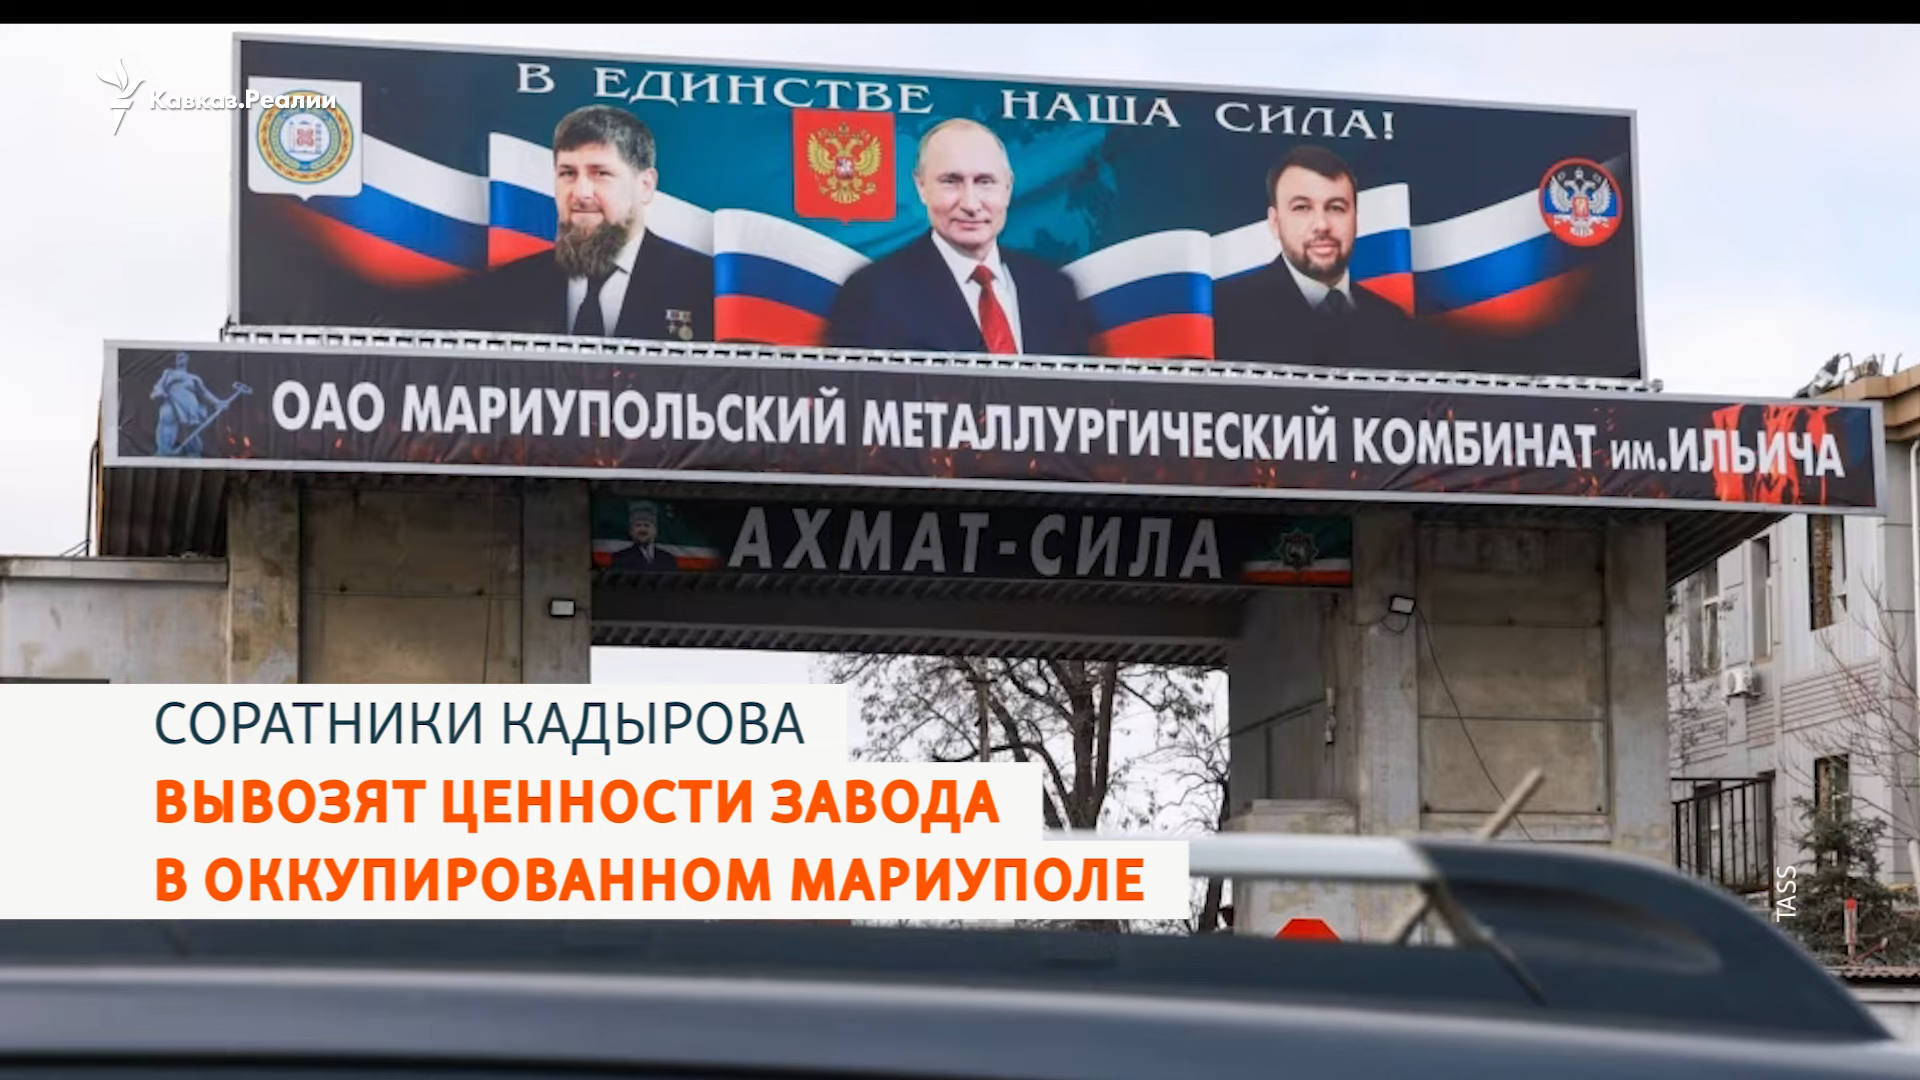 Кавказ.Реалии
В ЕДИНСТВЕ НАША СИЛА!
ОАО МАРИУПОЛЬСКИЙ МЕТАЛЛУРГИЧЕСКИЙ КОМБИНАТ им.ИЛЬИЧА
АХМАТ-СИЛА
СОРАТНИКИ КАДЫРОВА
ВЫВОЗЯТ ЦЕННОСТИ ЗАВОДА
В ОККУПИРОВАННОМ МАРИУПОЛЕ
TASS